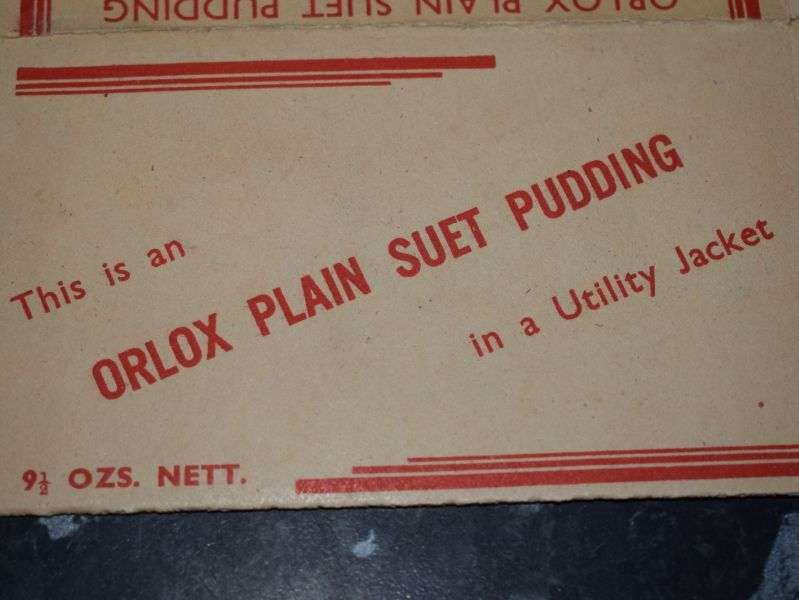 ORLOX PLAIN SUET PUDDING
This is an
ORLOX PLAIN SUET PUDDING
in a Utility Jacket
9½ OZS. NETT.